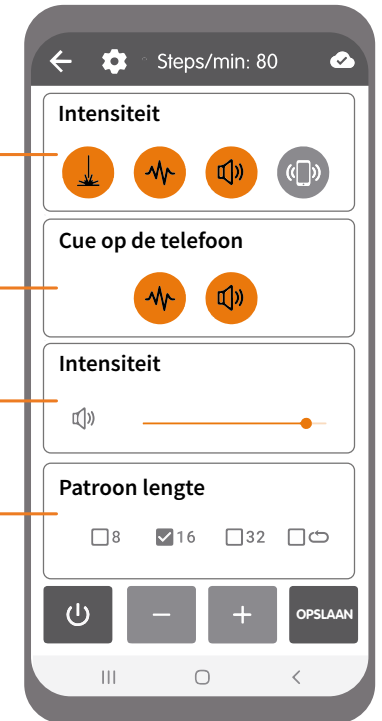 Steps/min: 80
Intensiteit
Cue op de telefoon
Intensiteit
Patroon lengte
8 16 32
OPSLAAN